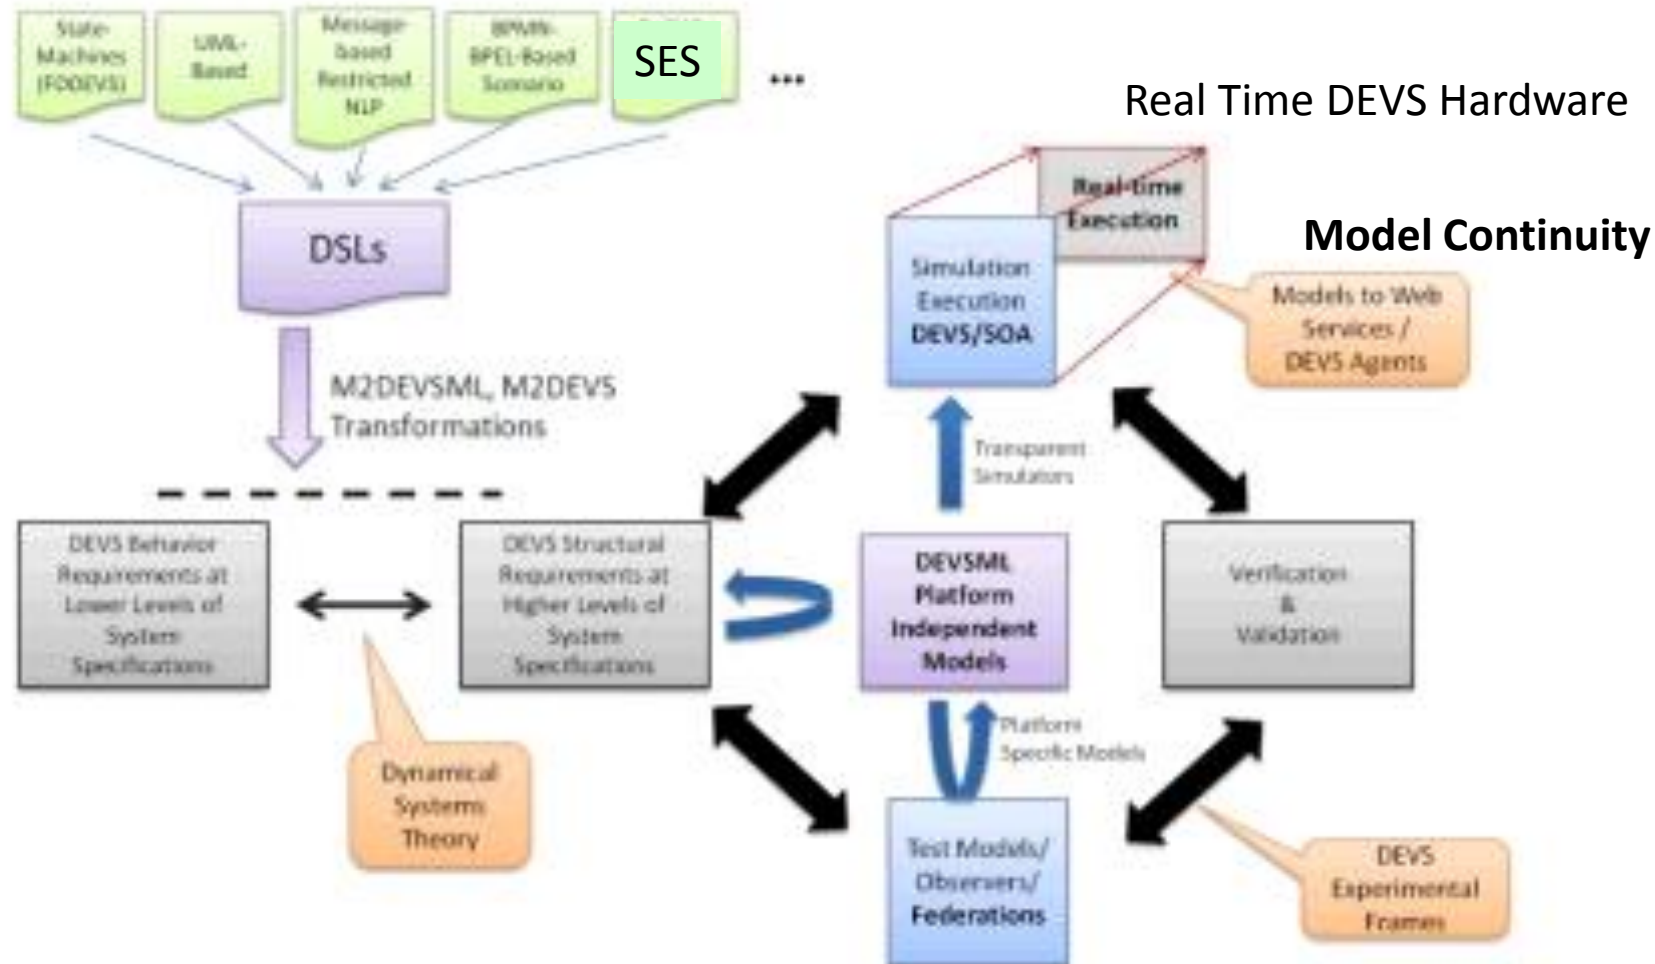 State-
Machines
(FDDEVS)
UML-
Based
Message-
based
Restricted
NLP
BPMN-
BPEL-Based
Scenario
SES
...
Real Time DEVS Hardware
DSLs
Real-time
Execution
Model Continuity
Simulation
Execution
DEVS/SOA
Models to Web
Services /
DEVS Agents
M2DEVSML, M2DEVS
Transformations
Transparent
Simulators
DEVS Behavior
Requirements at
Lower Levels of
System
Specifications
DEVS Structural
Requirements at
Higher Levels of
System
Specifications
DEVSML
Platform
Independent
Models
Verification
&
Validation
Platform
Specific Models
Dynamical
Systems
Theory
Test Models/
Observers/
Federations
DEVS
Experimental
Frames